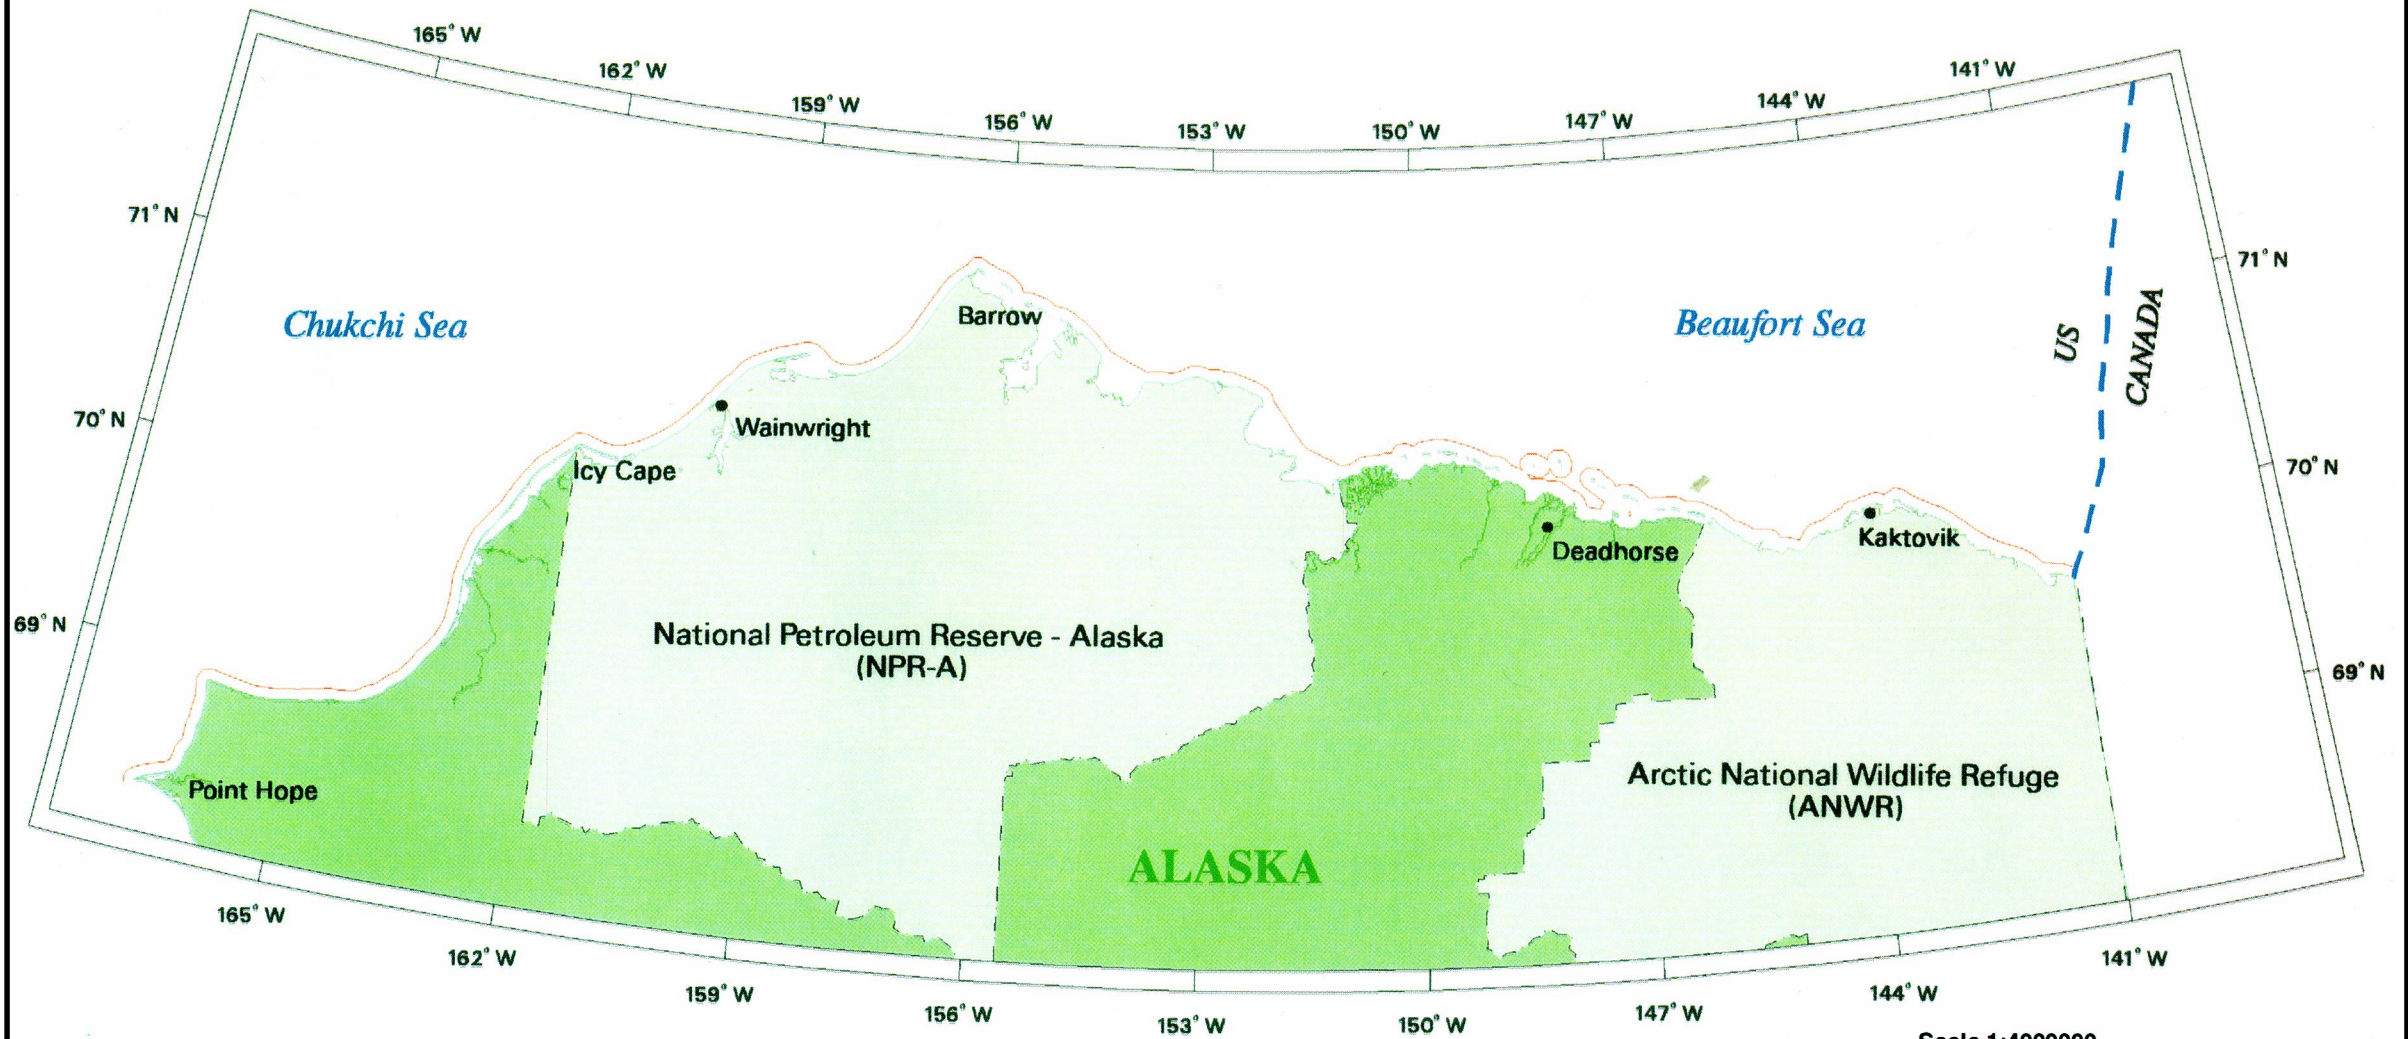 165° W
162° W
159° W
156° W
153° W
150° W
147° W
144° W
141° W
71° N
71° N
Chukchi Sea
Barrow
Beaufort Sea
US
CANADA
70° N
Wainwright
Icy Cape
70° N
Deadhorse
Kaktovik
69° N
National Petroleum Reserve - Alaska
(NPR-A)
69° N
Point Hope
Arctic National Wildlife Refuge
(ANWR)
ALASKA
165° W
162° W
159° W
156° W
153° W
150° W
147° W
144° W
141° W